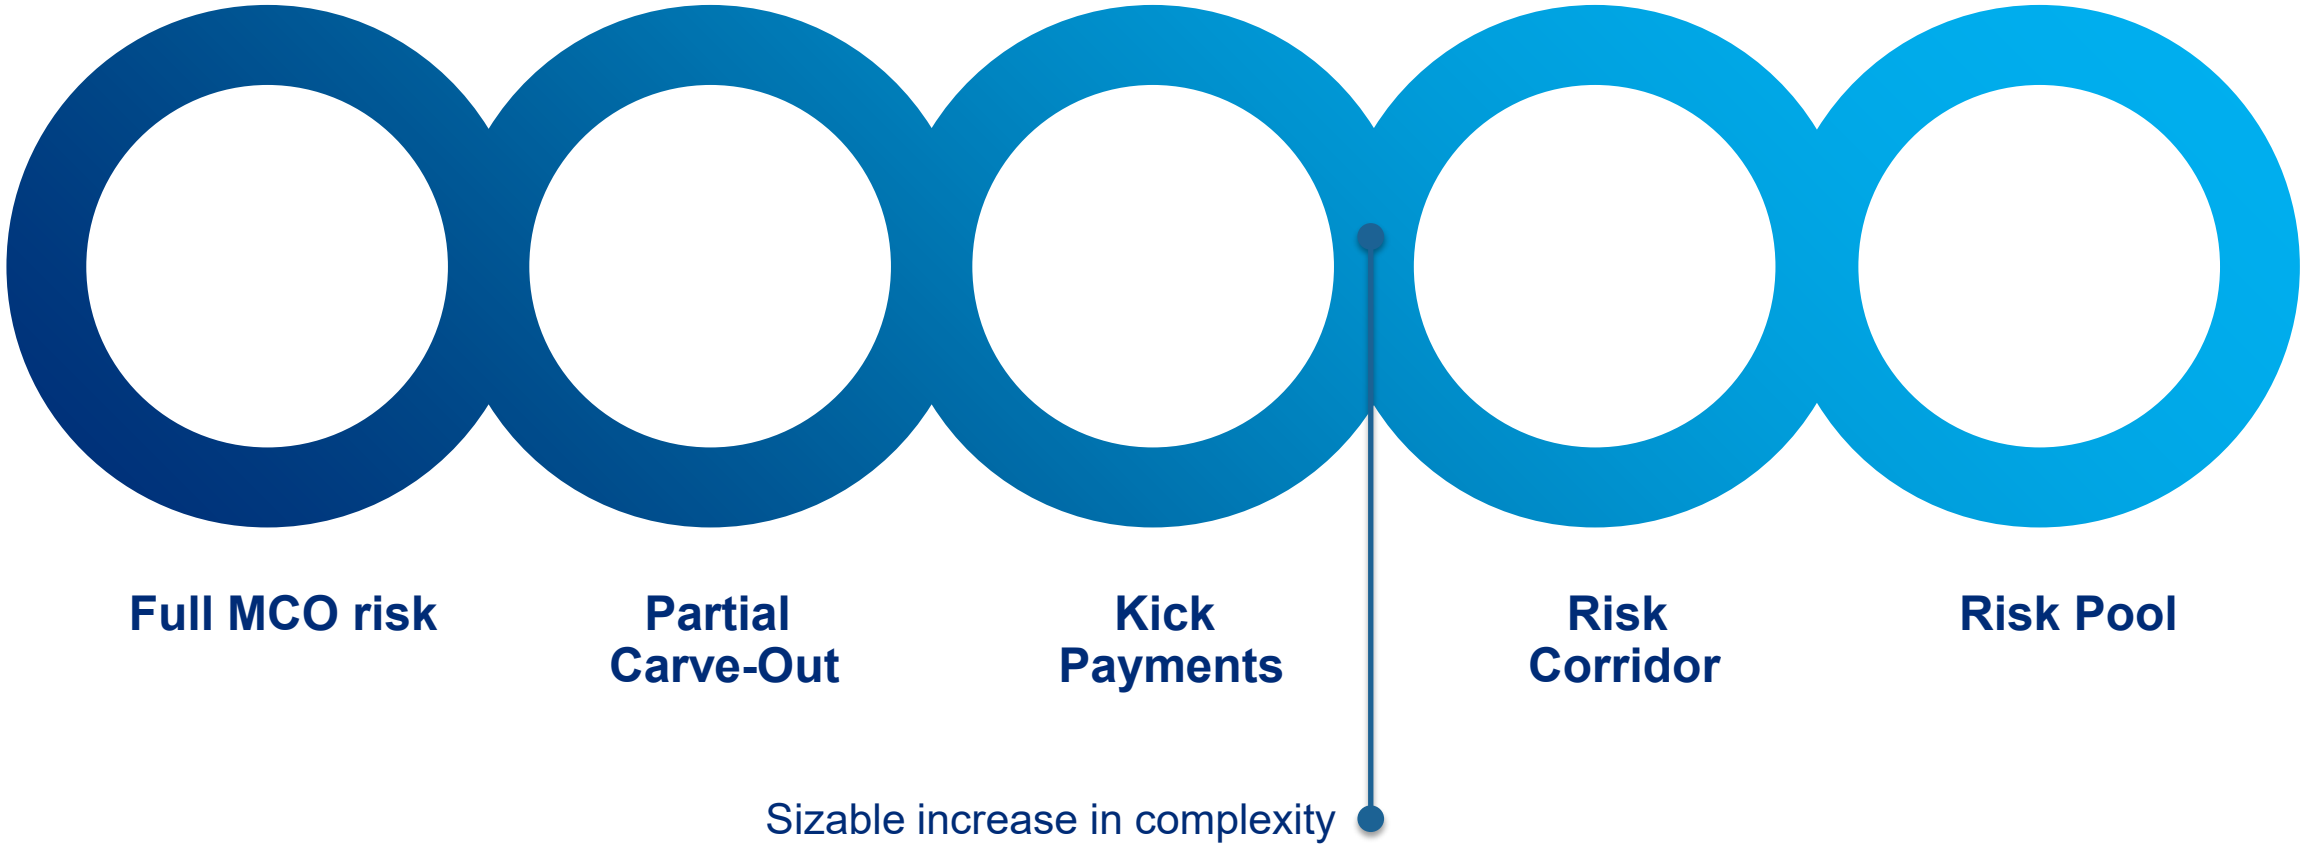 Full MCO risk
Partial
Carve-Out
Kick
Payments
Risk
Corridor
Risk Pool
Sizable increase in complexity